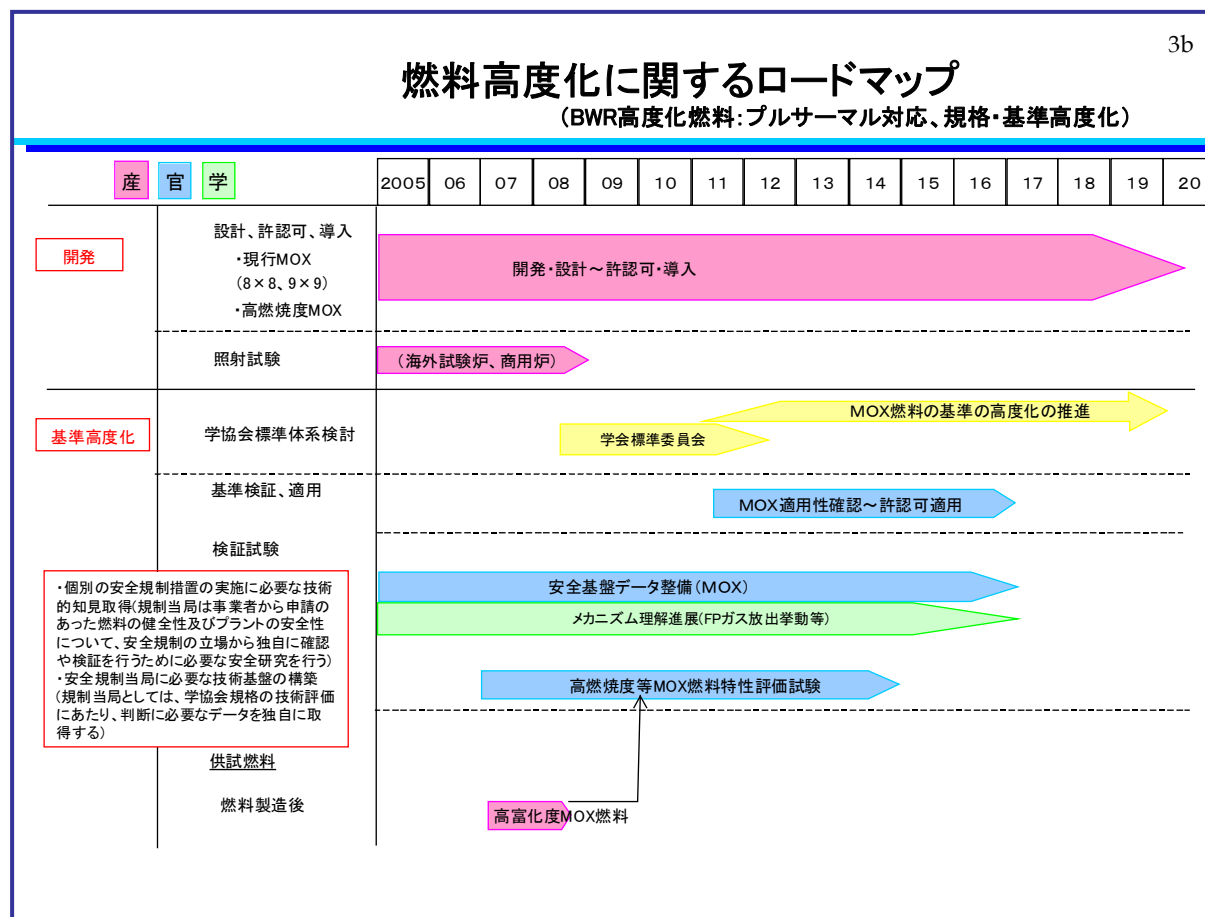 3b
燃料高度化に関するロードマップ
(BWR高度化燃料:プルサーマル対応、規格・基準高度化)
産 官 学
2005 06 07 08 09 10 11 12 13 14 15 16 17 18 19 20
開発
設計、許認可、導入
・現行MOX
(8×8、9×9)
・高燃焼度MOX
開発・設計～許認可・導入
照射試験
(海外試験炉、商用炉)
基準高度化
学協会標準体系検討
MOX燃料の基準の高度化の推進
学会標準委員会
基準検証、適用
MOX適用性確認～許認可適用
検証試験
・個別の安全規制措置の実施に必要な技術
的知見取得(規制当局は事業者から申請の
あった燃料の健全性及びプラントの安全性
について、安全規制の立場から独自に確認
や検証を行うために必要な安全研究を行う)
・安全規制当局に必要な技術基盤の構築
(規制当局としては、学協会規格の技術評価
にあたり、判断に必要なデータを独自に取
得する)
安全基盤データ整備(MOX)
メカニズム理解進展(FPガス放出挙動等)
高燃焼度等MOX燃料特性評価試験
供試燃料
燃料製造後
高富化度MOX燃料